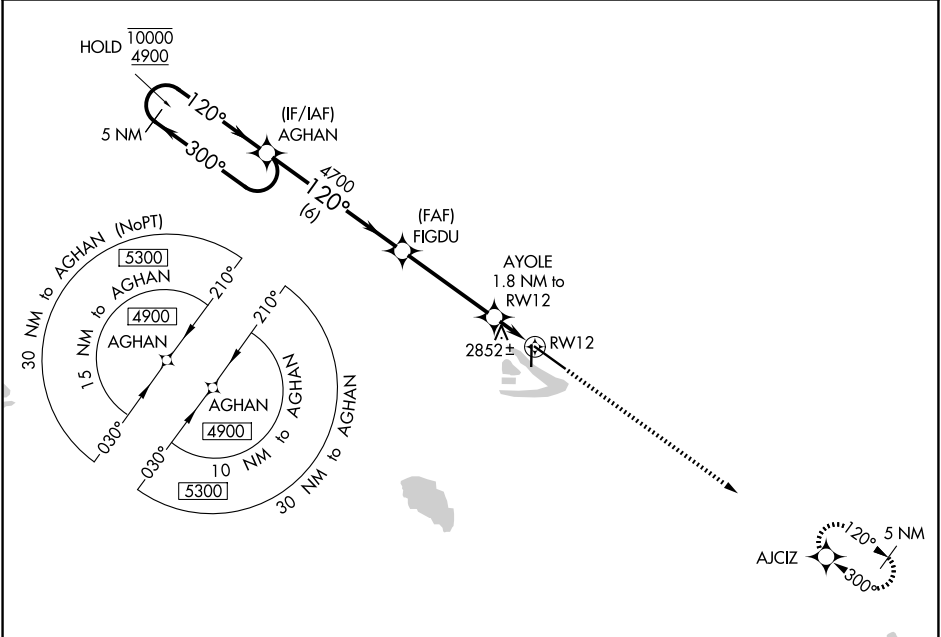 HOLD 10000
4900
120°
5 NM
300°
(IF/IAF)
AGHAN
4700
120°
(6)
(FAF)
FIGDU
AYOLE
1.8 NM to
RW12
2852±
RW12
30 NM to AGHAN (NoPT)
5300
15 NM to AGHAN
4900
AGHAN
210°
030°
210°
AGHAN
4900
10 NM to AGHAN
5300
30 NM to AGHAN
030°
AJCIZ
120°
5 NM
300°